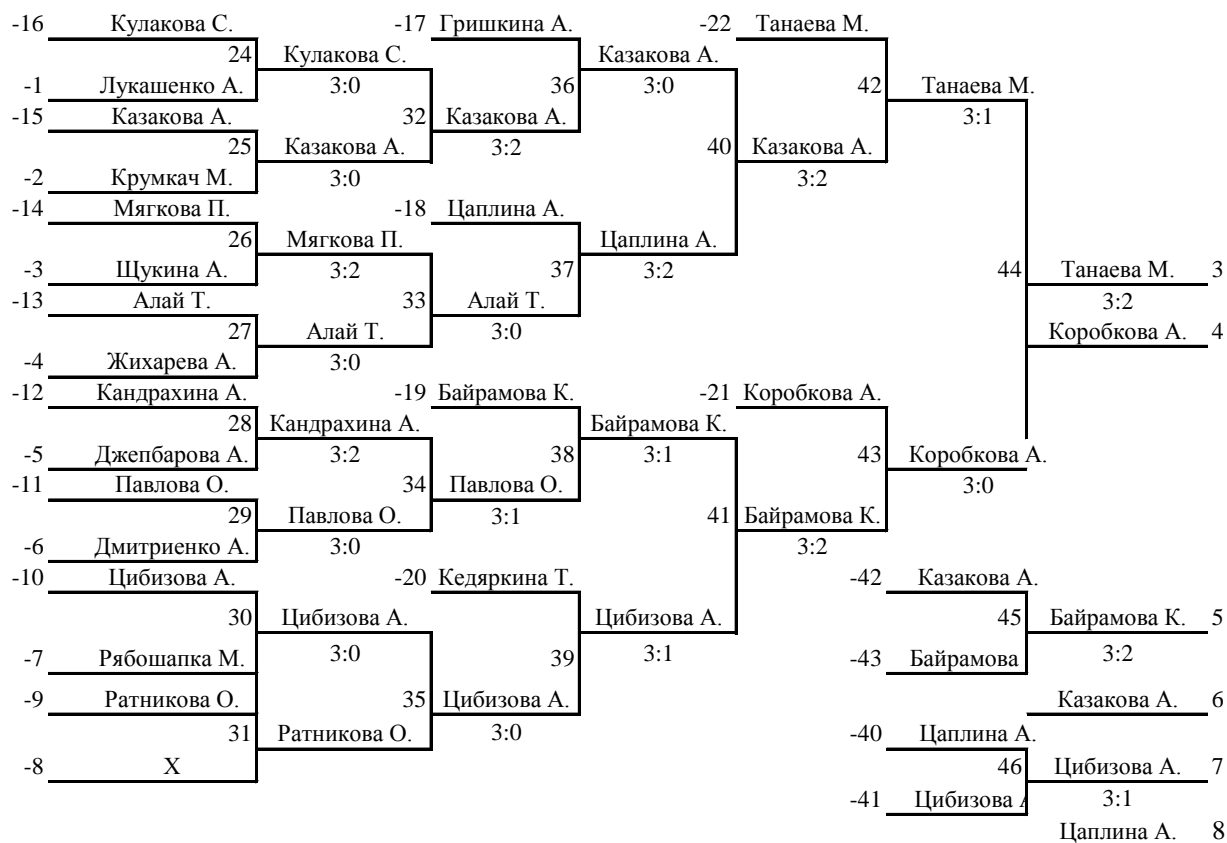 -16 Кулакова С. -17 Гришкина А. -22 Танаева М.
24 Кулакова С. 36 Казакова А. 42 Танаева М.
-1 Лукашенко А. 3:0 3:0 3:1
-15 Казакова А. 32 Казакова А. 40 Казакова А.
25 Казакова А. 3:2 3:2
-2 Крумкач М. 3:0
-14 Мягкова П. -18 Цаплина А.
26 Мягкова П. 37 Цаплина А.
-3 Щукина А. 3:2 3:2 44 Танаева М. 3
-13 Алай Т. 33 Алай Т. 3:2
27 Алай Т. 3:0 Коробкова А. 4
-4 Жихарева А. 3:0
-12 Кандрахина А. -19 Байрамова К. -21 Коробкова А.
28 Кандрахина А. 38 Байрамова К. 43 Коробкова А.
-5 Джепбарова А. 3:2 3:1 3:0
-11 Павлова О. 34 Павлова О. 41 Байрамова К.
29 Павлова О. 3:1 3:2
-6 Дмитриенко А. 3:0
-10 Цибизова А. -20 Кедяркина Т. -42 Казакова А.
30 Цибизова А. 39 Цибизова А. 45 Байрамова К. 5
-7 Рябошапка М. 3:0 3:1 -43 Байрамова 3:2
-9 Ратникова О. 35 Цибизова А. Казакова А. 6
31 Ратникова О. 3:0 -40 Цаплина А.
-8 X 46 Цибизова А. 7
-41 Цибизова 3:1
Цаплина А. 8